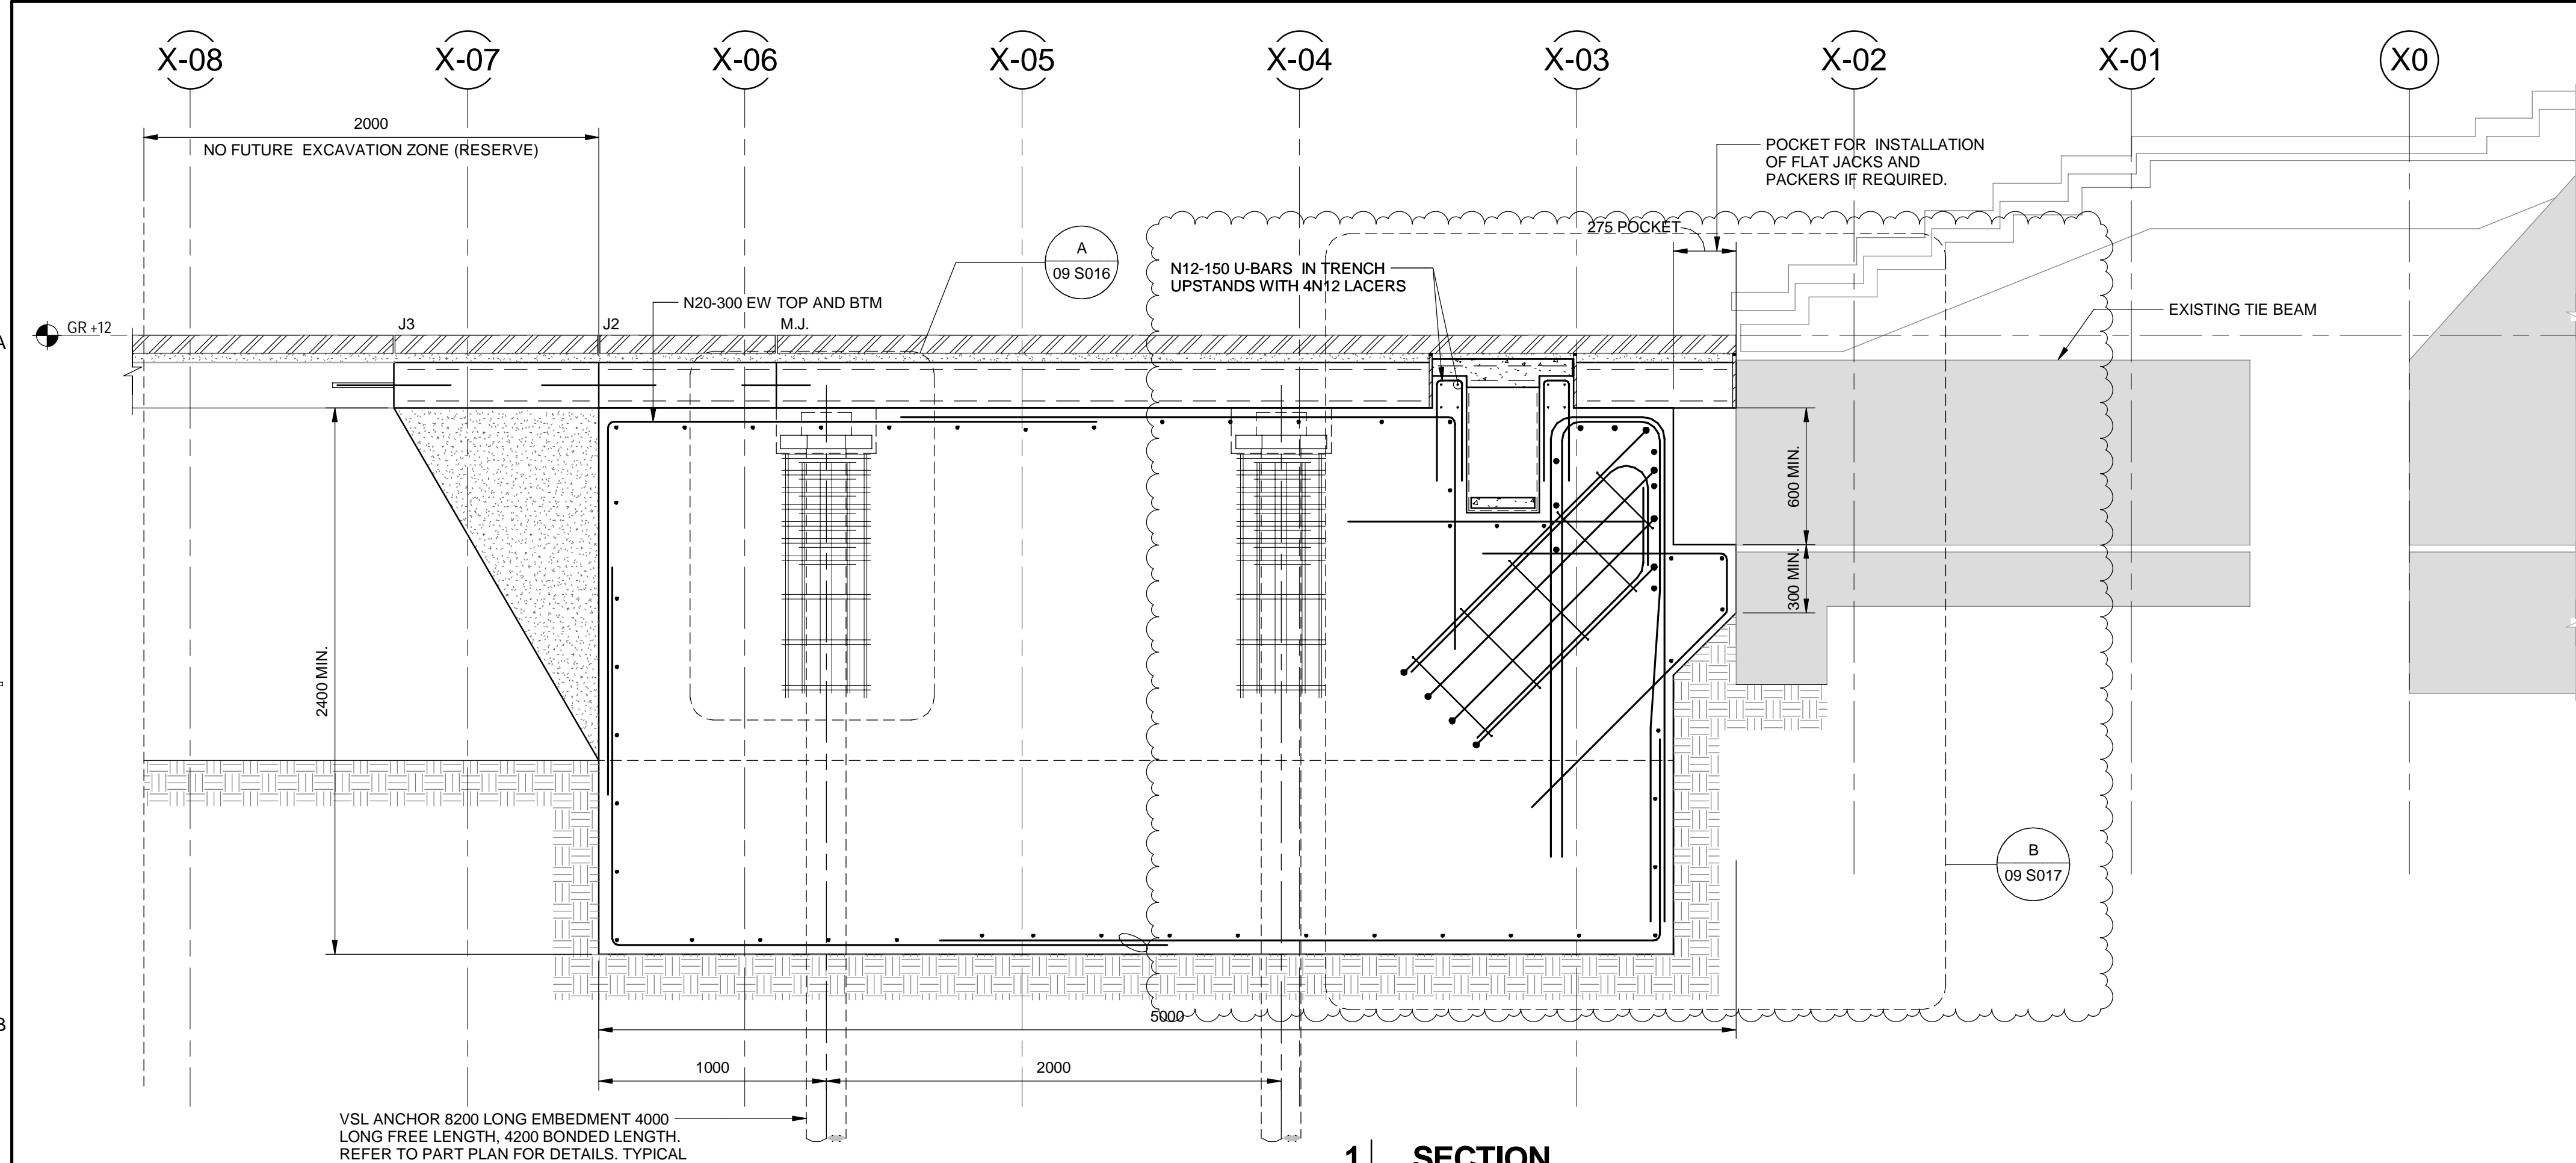 X-08
X-07
X-06
X-05
X-04
X-03
X-02
X-01
X0
2000
NO FUTURE EXCAVATION ZONE (RESERVE)
POCKET FOR INSTALLATION
OF FLAT JACKS AND
PACKERS IF REQUIRED.
275 POCKET
A
09 S016
N12-150 U-BARS IN TRENCH
UPSTANDS WITH 4N12 LACERS
N20-300 EW TOP AND BTM
EXISTING TIE BEAM
GR +12
J3
J2
M.J.
600 MIN.
300 MIN.
2400 MIN.
B
09 S017
5000
1000
2000
VSL ANCHOR 8200 LONG EMBEDMENT 4000
LONG FREE LENGTH, 4200 BONDED LENGTH.
REFER TO PART PLAN FOR DETAILS. TYPICAL
1 SECTION